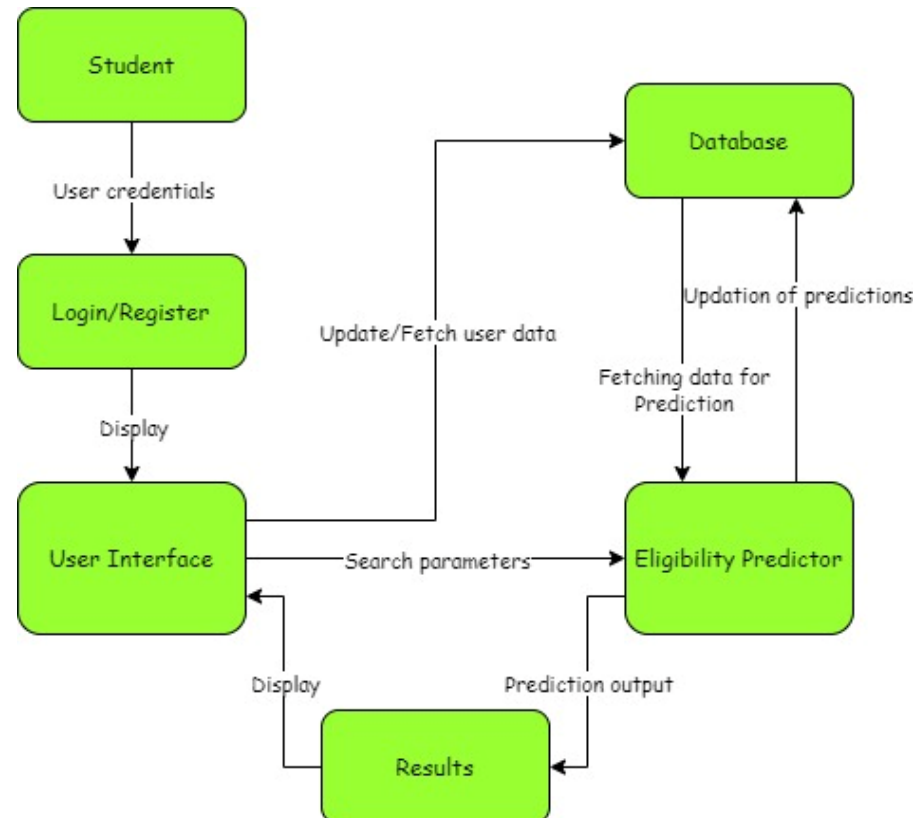 Student
Database
User credentials
Login/Register
Updation of predictions
Update/Fetch user data
Fetching data for
Prediction
Display
User Interface
Search parameters
Eligibility Predictor
Display
Prediction output
Results